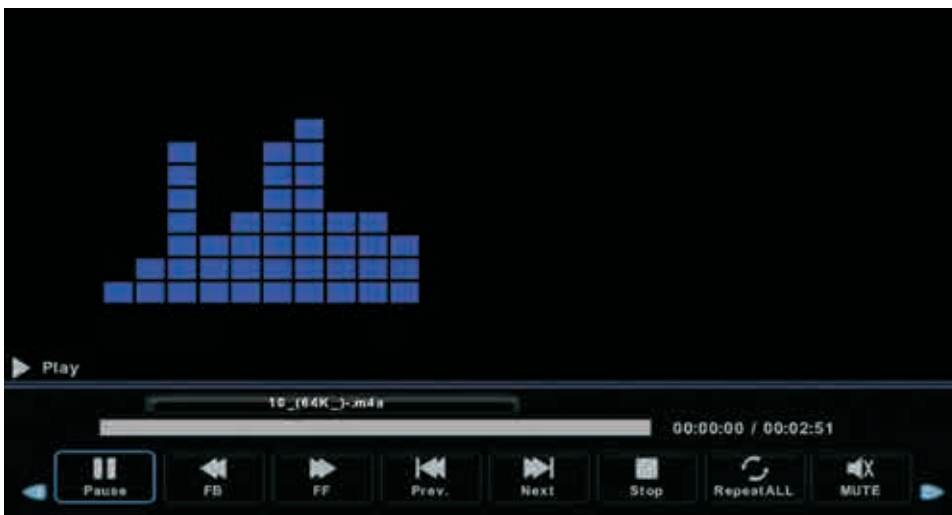 Play
10_(64K_)-.m4a
00:00:00 / 00:02:51
Pause FB FF Prev. Next Stop RepeatALL MUTE